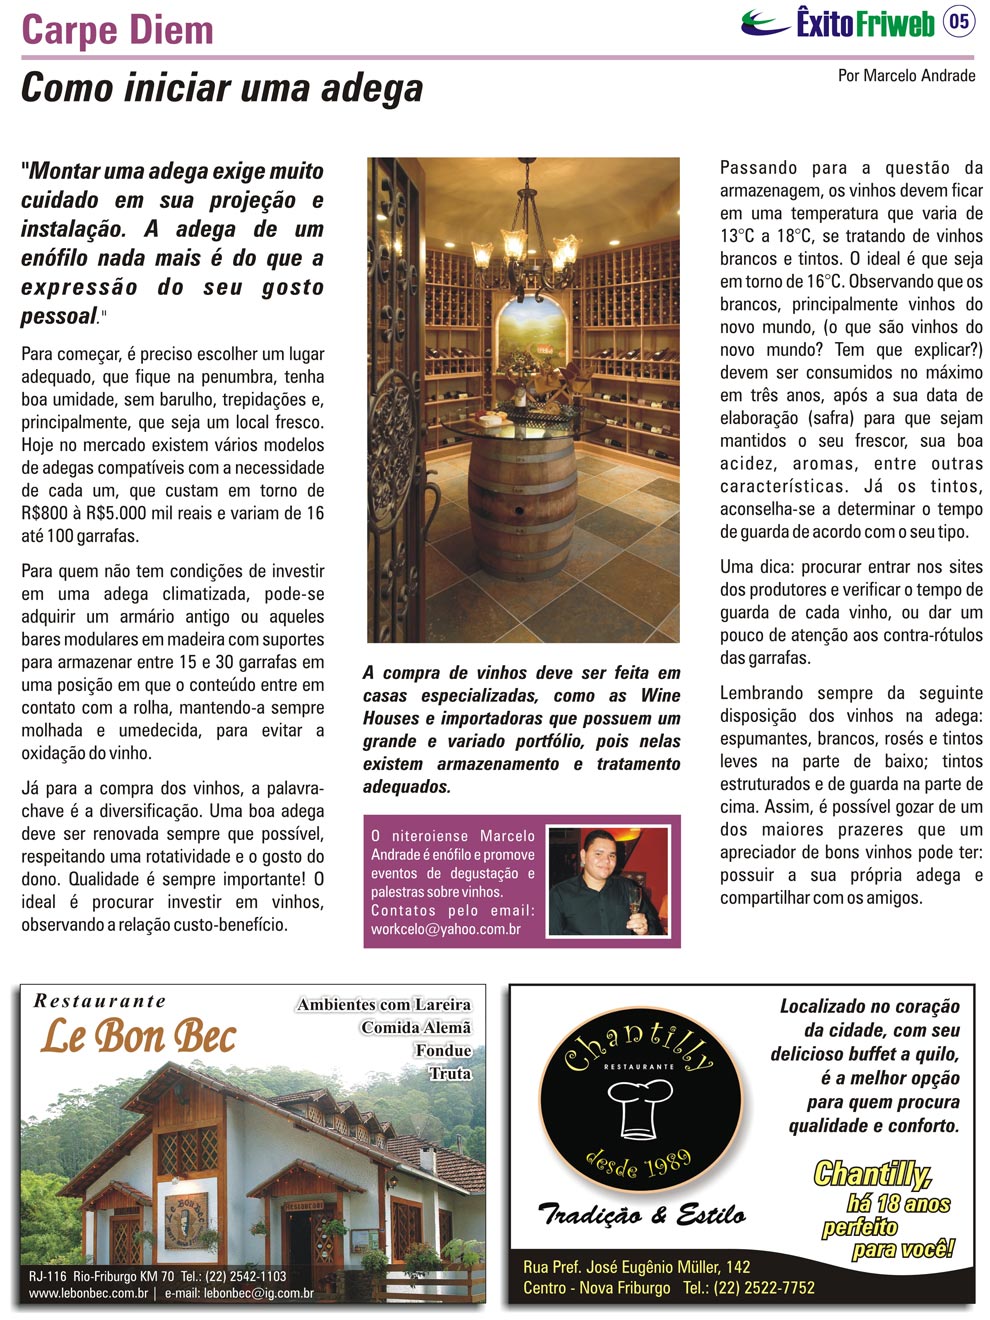 Carpe Diem
ÊxitoFriweb 05
Como iniciar uma adega
Por Marcelo Andrade
"Montar uma adega exige muito
cuidado em sua projeção e
instalação. A adega de um
enófilo nada mais é do que a
expressão do seu gosto
pessoal."
Para começar, é preciso escolher um lugar
adequado, que fique na penumbra, tenha
boa umidade, sem barulho, trepidações e,
principalmente, que seja um local fresco.
Hoje no mercado existem vários modelos
de adegas compatíveis com a necessidade
de cada um, que custam em torno de
R$800 à R$5.000 mil reais e variam de 16
até 100 garrafas.
Para quem não tem condições de investir
em uma adega climatizada, pode-se
adquirir um armário antigo ou aqueles
bares modulares em madeira com suportes
para armazenar entre 15 e 30 garrafas em
uma posição em que o conteúdo entre em
contato com a rolha, mantendo-a sempre
molhada e umedecida, para evitar a
oxidação do vinho.
Já para a compra dos vinhos, a palavra-
chave é a diversificação. Uma boa adega
deve ser renovada sempre que possível,
respeitando uma rotatividade e o gosto do
dono. Qualidade é sempre importante! O
ideal é procurar investir em vinhos,
observando a relação custo-benefício.
A compra de vinhos deve ser feita em
casas especializadas, como as Wine
Houses e importadoras que possuem um
grande e variado portfólio, pois nelas
existem armazenamento e tratamento
adequados.
O niteroiense Marcelo
Andrade é enófilo e promove
eventos de degustação e
palestras sobre vinhos.
Contatos pelo email:
workcelo@yahoo.com.br
Passando para a questão da
armazenagem, os vinhos devem ficar
em uma temperatura que varia de
13°C a 18°C, se tratando de vinhos
brancos e tintos. O ideal é que seja
em torno de 16°C. Observando que os
brancos, principalmente vinhos do
novo mundo, (o que são vinhos do
novo mundo? Tem que explicar?)
devem ser consumidos no máximo
em três anos, após a sua data de
elaboração (safra) para que sejam
mantidos o seu frescor, sua boa
acidez, aromas, entre outras
características. Já os tintos,
aconselha-se a determinar o tempo
de guarda de acordo com o seu tipo.
Uma dica: procurar entrar nos sites
dos produtores e verificar o tempo de
guarda de cada vinho, ou dar um
pouco de atenção aos contra-rótulos
das garrafas.
Lembrando sempre da seguinte
disposição dos vinhos na adega:
espumantes, brancos, rosés e tintos
leves na parte de baixo; tintos
estruturados e de guarda na parte de
cima. Assim, é possível gozar de um
dos maiores prazeres que um
apreciador de bons vinhos pode ter:
possuir a sua própria adega e
compartilhar com os amigos.
Restaurante
Le Bon Bec
Ambientes com Lareira
Comida Alemã
Fondue
Truta
Le Bon Bec
Restaurant
RJ-116 Rio-Friburgo KM 70 Tel.: (22) 2542-1103
www.lebonbec.com.br | e-mail: lebonbec@ig.com.br
Chantilly
RESTAURANTE
desde 1989
Tradição & Estilo
Localizado no coração
da cidade, com seu
delicioso buffet a quilo,
é a melhor opção
para quem procura
qualidade e conforto.
Chantilly,
há 18 anos
perfeito
para você!
Rua Pref. José Eugênio Müller, 142
Centro - Nova Friburgo Tel.: (22) 2522-7752